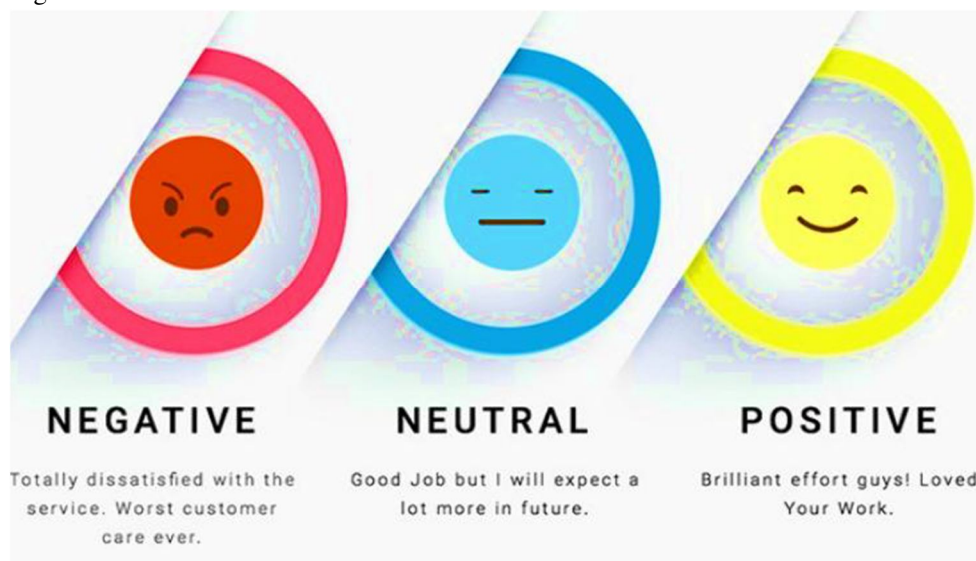 NEGATIVE
Totally dissatisfied with the
service. Worst customer
care ever.
NEUTRAL
Good Job but I will expect a
lot more in future.
POSITIVE
Brilliant effort guys! Loved
Your Work.